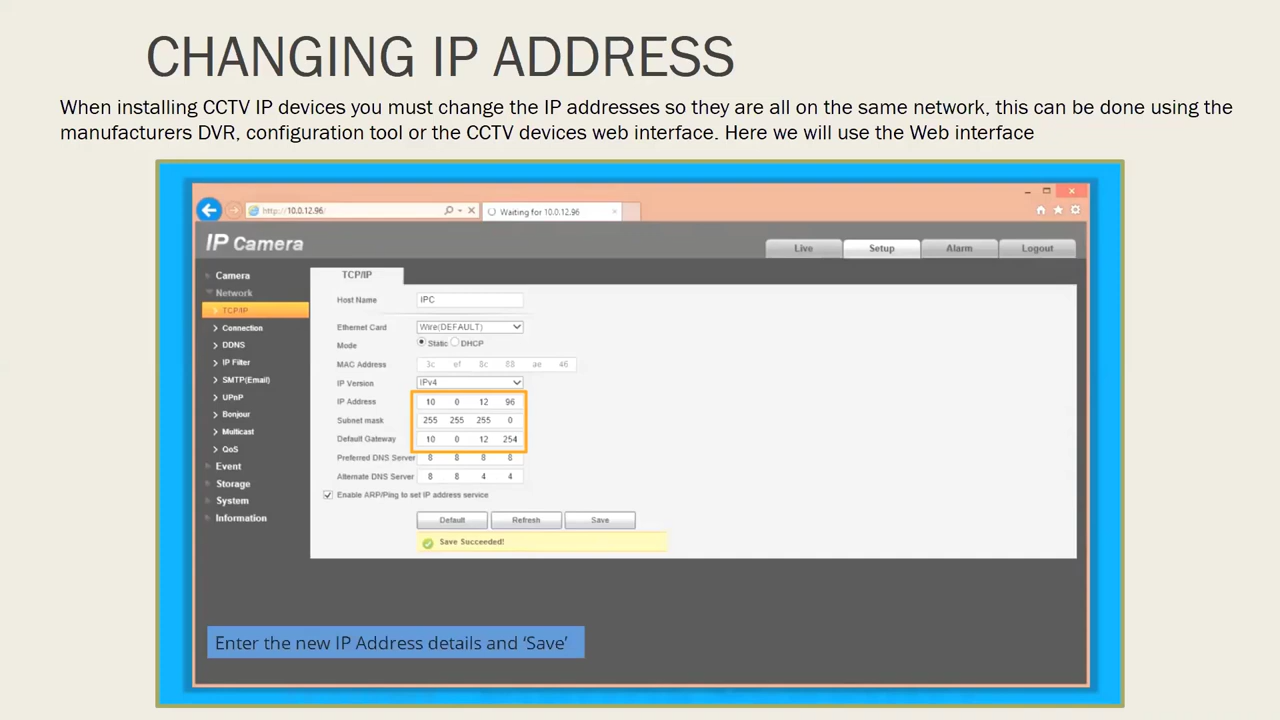 CHANGING IP ADDRESS
When installing CCTV IP devices you must change the IP addresses so they are all on the same network, this can be done using the
manufacturers DVR, configuration tool or the CCTV devices web interface. Here we will use the Web interface
http://10.0.12.96/
Waiting for 10.0.12.96
IP Camera
Live Setup Alarm Logout
Camera
Network
TCP/IP
Connection
DDNS
IP Filter
SMTP(Email)
UPnP
Bonjour
Multicast
QoS
Event
Storage
System
Information
TCP/IP
Host Name IPC
Ethernet Card Wire(DEFAULT)
Mode Static DHCP
MAC Address 3c ef 8c 88 ae 46
IP Version IPv4
IP Address 10 0 12 96
Subnet mask 255 255 255 0
Default Gateway 10 0 12 254
Preferred DNS Server 8 8 8 8
Alternate DNS Server 8 8 4 4
Enable ARP/Ping to set IP address service
Default Refresh Save
Save Succeeded!
Enter the new IP Address details and ‘Save’